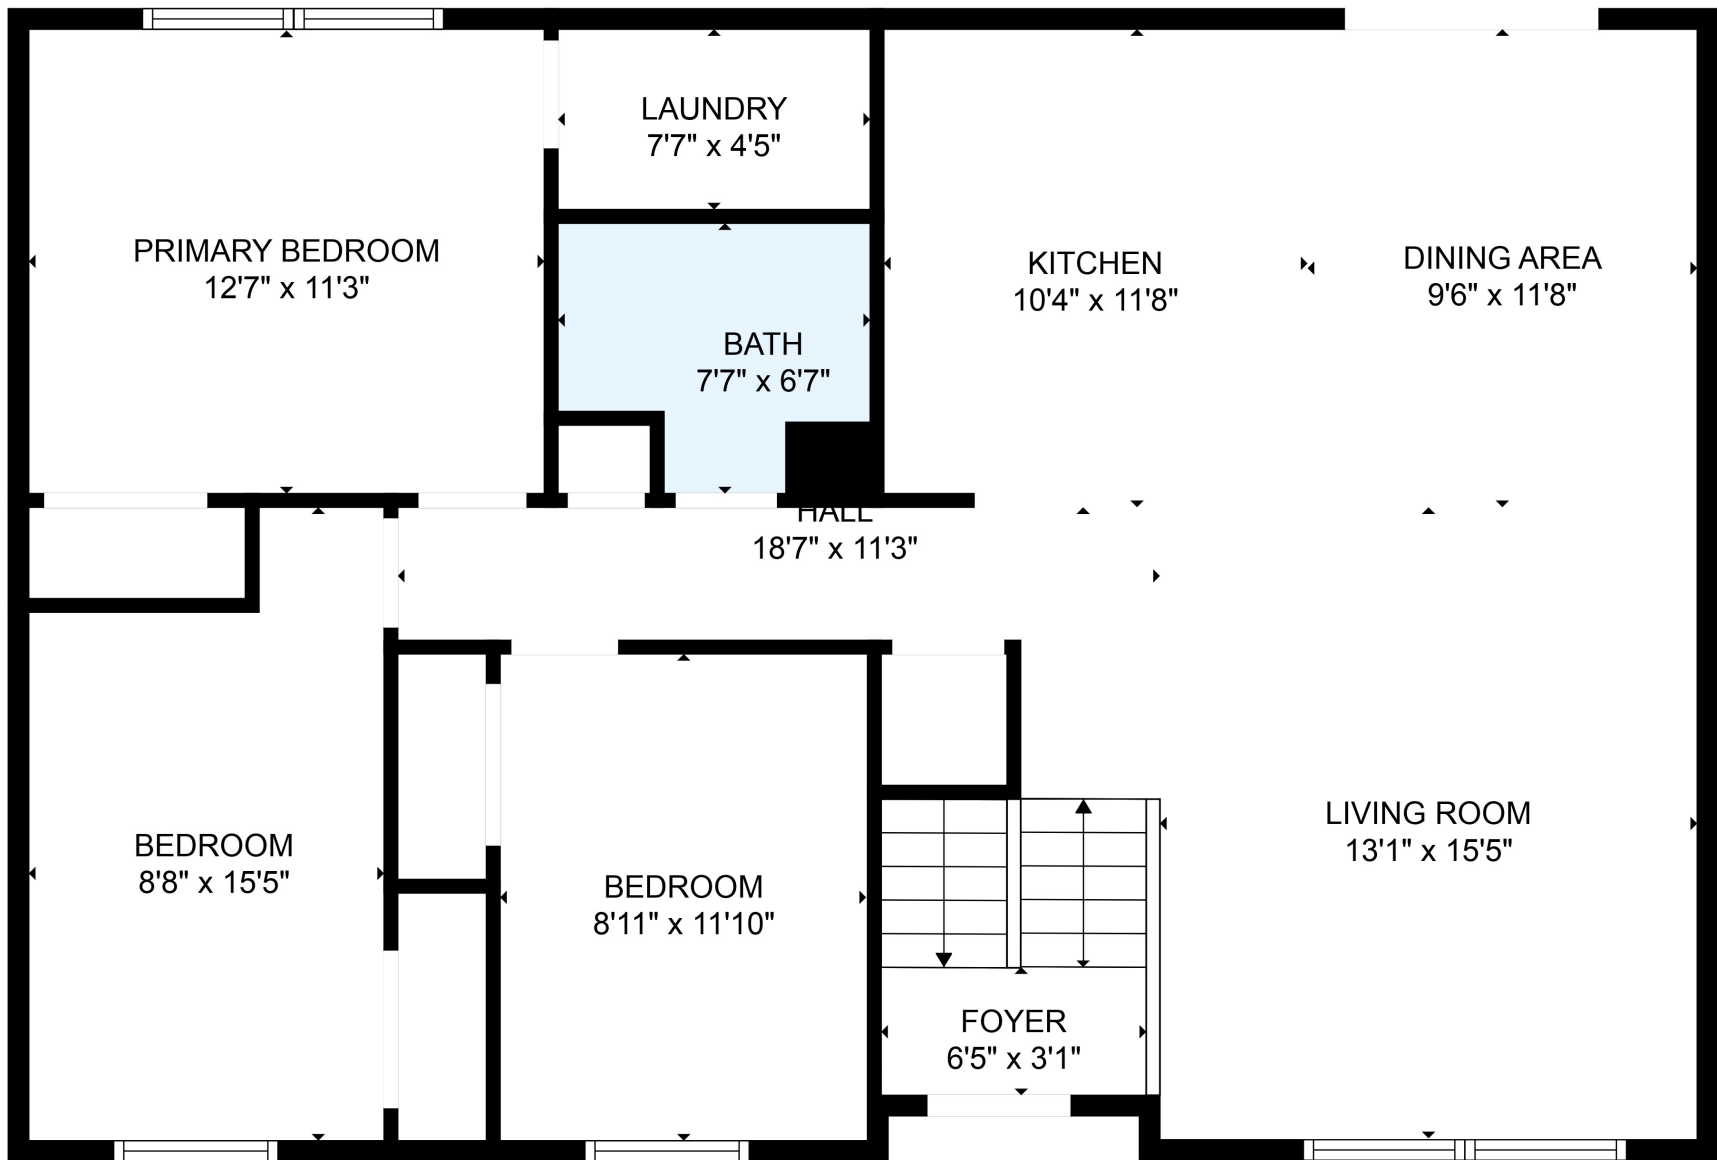 LAUNDRY
7'7" x 4'5"
PRIMARY BEDROOM
12'7" x 11'3"
KITCHEN
10'4" x 11'8"
DINING AREA
9'6" x 11'8"
BATH
7'7" x 6'7"
HALL
18'7" x 11'3"
LIVING ROOM
13'1" x 15'5"
BEDROOM
8'8" x 15'5"
BEDROOM
8'11" x 11'10"
FOYER
6'5" x 3'1"